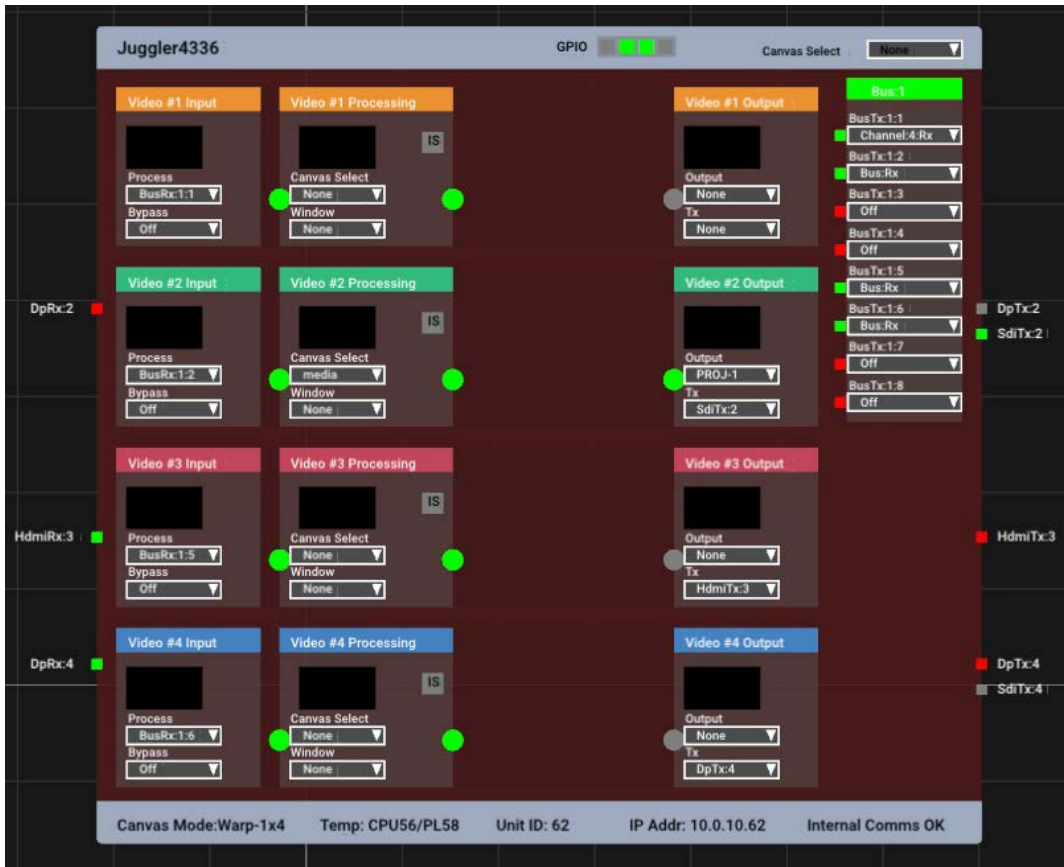 Juggler4336 GPIO Canvas Select None
Video #1 Input
Process
BusRx:1:1
Bypass
Off
Video #1 Processing
IS
Canvas Select
None
Window
None
Video #1 Output
Output
None
Tx
None
Bus:1
BusTx:1:1
Channel:4:Rx
BusTx:1:2
Bus:Rx
BusTx:1:3
Off
BusTx:1:4
Off
BusTx:1:5
Bus:Rx
BusTx:1:6
Bus:Rx
BusTx:1:7
Off
BusTx:1:8
Off
DpRx:2
Video #2 Input
Process
BusRx:1:2
Bypass
Off
Video #2 Processing
IS
Canvas Select
media
Window
None
Video #2 Output
Output
PROJ-1
Tx
SdiTx:2
DpTx:2
SdiTx:2
HdmiRx:3
Video #3 Input
Process
BusRx:1:5
Bypass
Off
Video #3 Processing
IS
Canvas Select
None
Window
None
Video #3 Output
Output
None
Tx
HdmiTx:3
HdmiTx:3
DpRx:4
Video #4 Input
Process
BusRx:1:6
Bypass
Off
Video #4 Processing
IS
Canvas Select
None
Window
None
Video #4 Output
Output
None
Tx
DpTx:4
DpTx:4
SdiTx:4
Canvas Mode:Warp-1x4 Temp: CPU56/PL58 Unit ID: 62 IP Addr: 10.0.10.62 Internal Comms OK